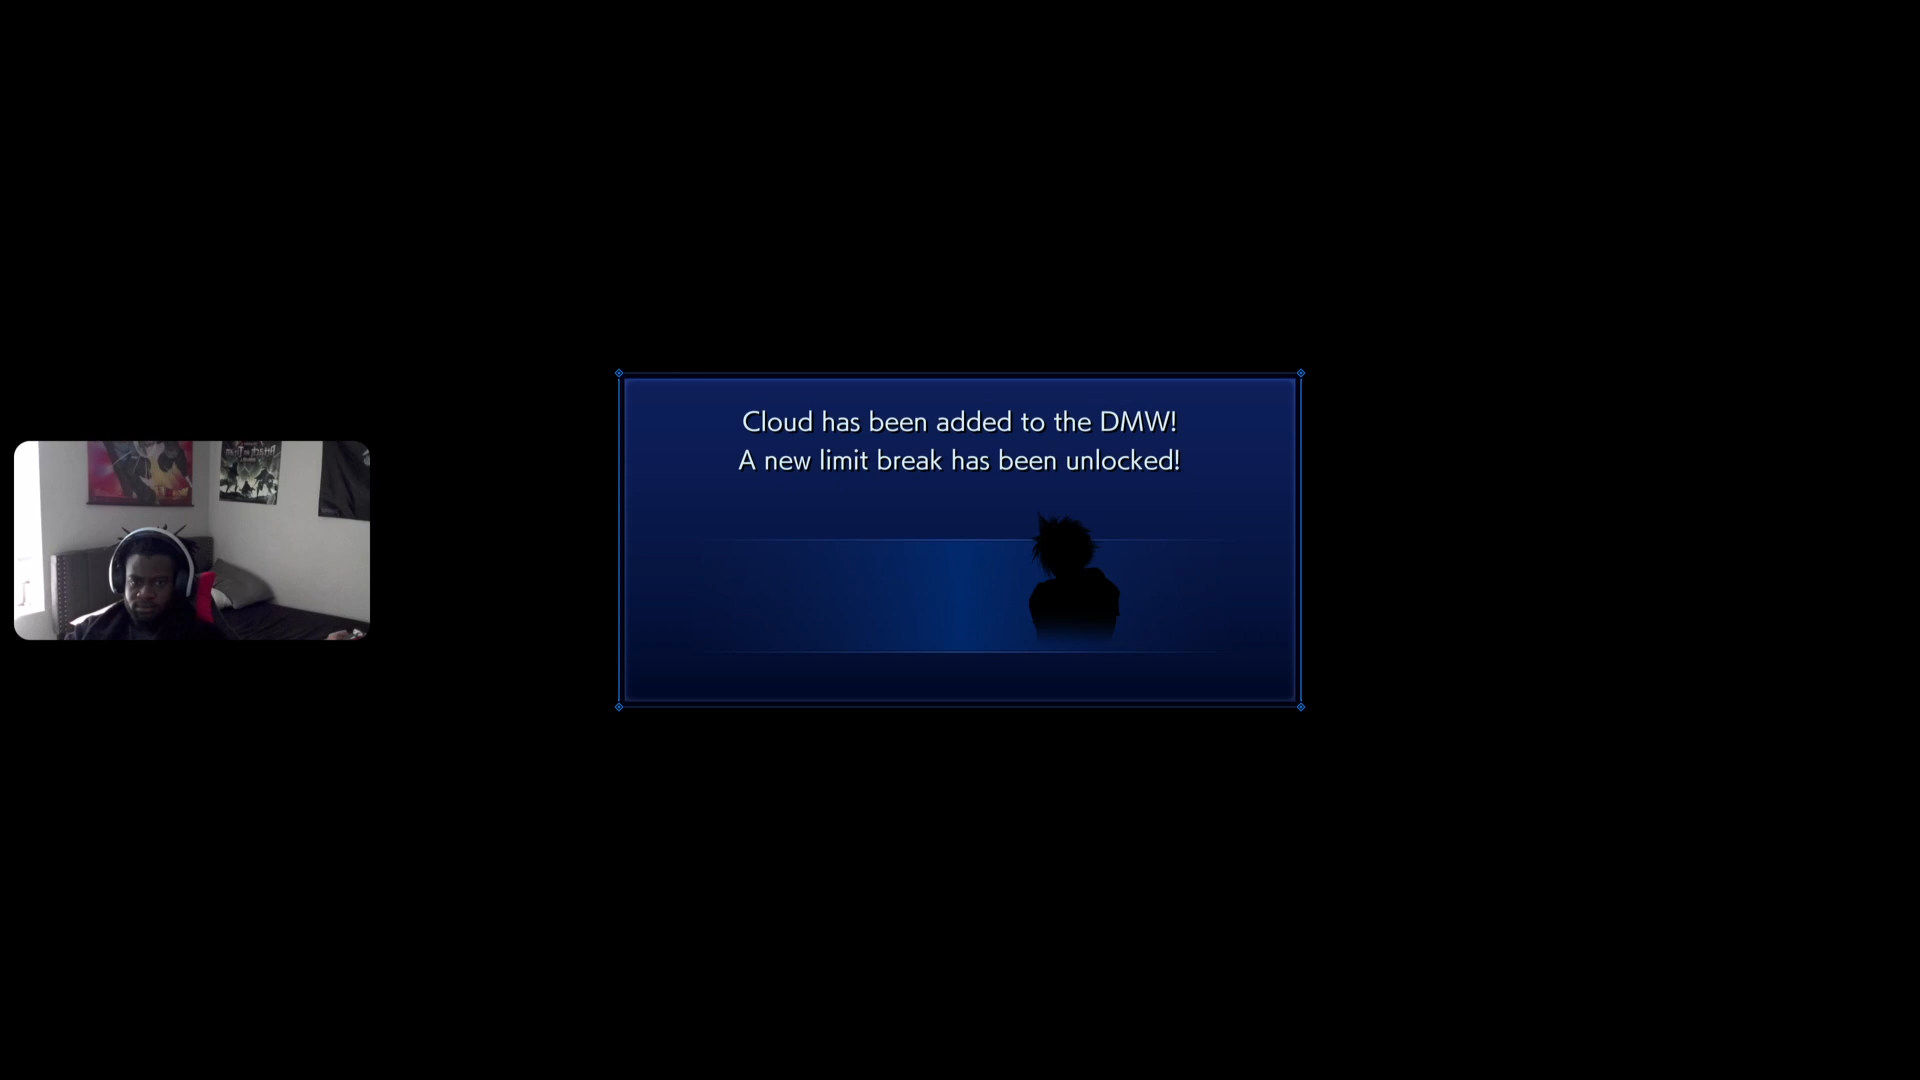 Cloud has been added to the DMW!
A new limit break has been unlocked!